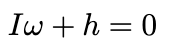 Iω + h = 0